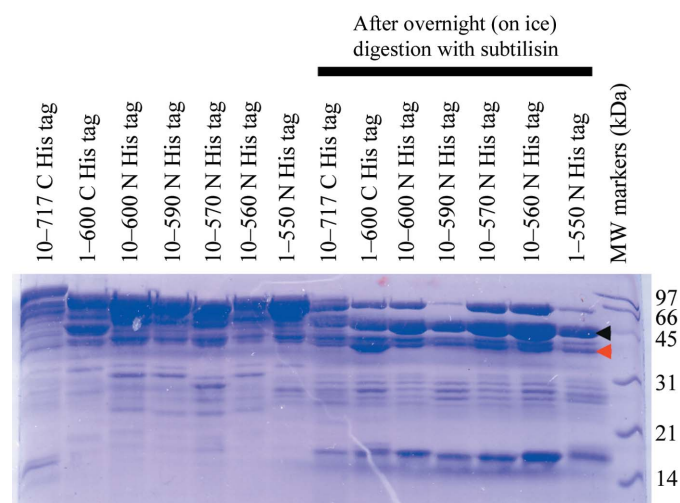 After overnight (on ice)
digestion with subtilisin
10–717 C His tag
1–600 C His tag
10–600 N His tag
10–590 N His tag
10–570 N His tag
10–560 N His tag
1–550 N His tag
10–717 C His tag
1–600 C His tag
10–600 N His tag
10–590 N His tag
10–570 N His tag
10–560 N His tag
1–550 N His tag
MW markers (kDa)
97
66
45
31
21
14